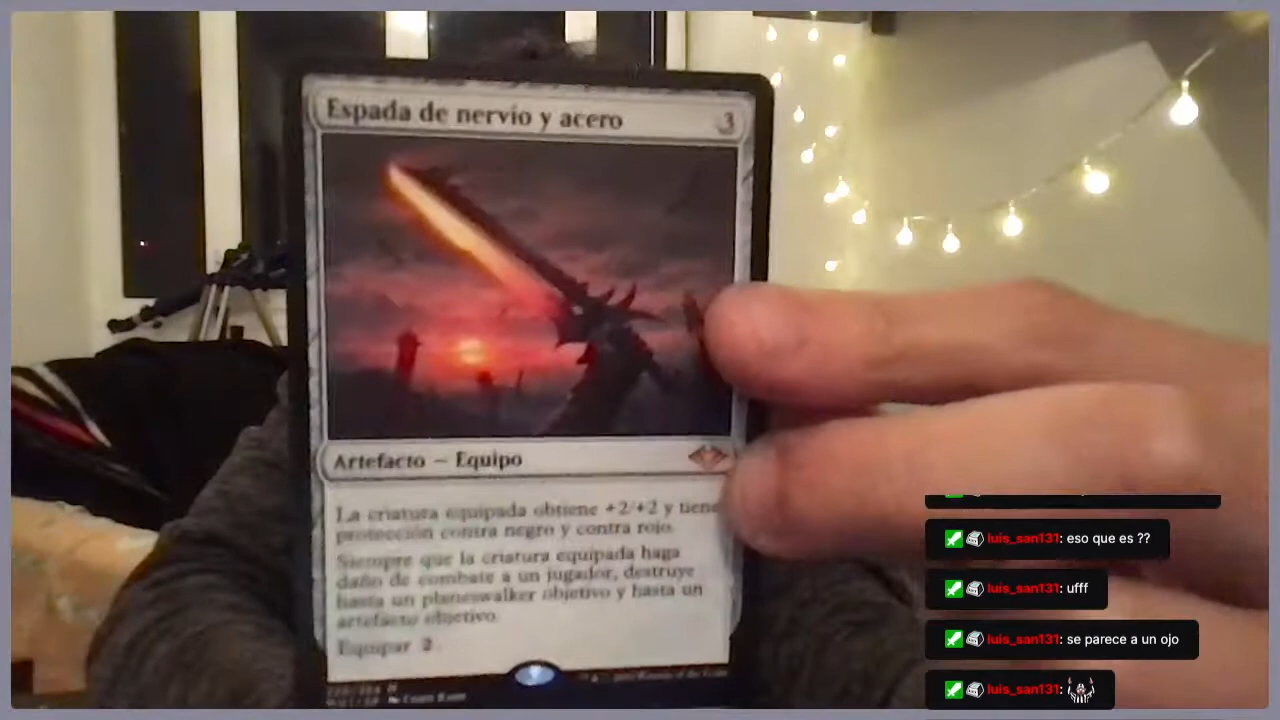 Espada de nervio y acero 3
Artefacto – Equipo
La criatura equipada obtiene +2/+2 y tiene
protección contra negro y contra rojo.
Siempre que la criatura equipada haga
daño de combate a un jugador, destruye
hasta un planeswalker objetivo y hasta un
artefacto objetivo.
Equipar 2
luis_san131: eso que es ??
luis_san131: ufff
luis_san131: se parece a un ojo
luis_san131: